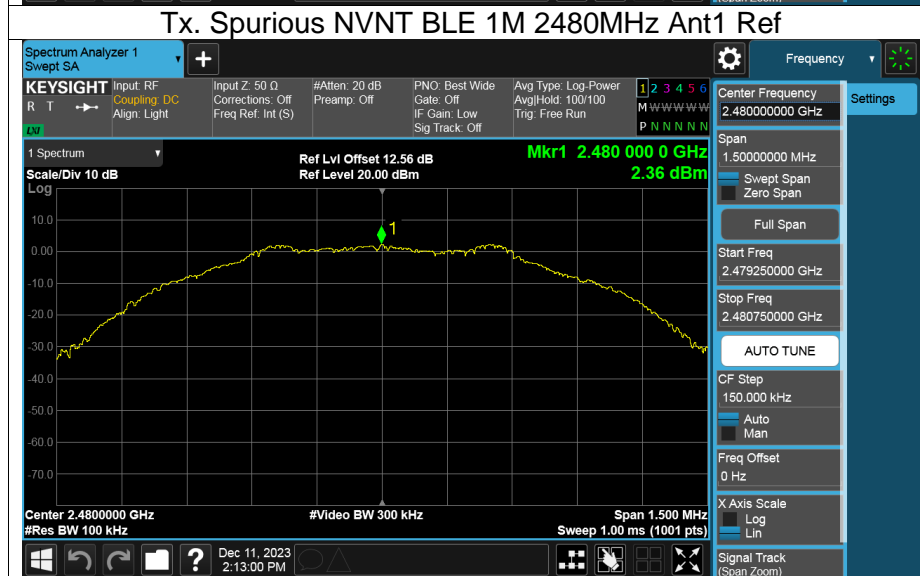 (Span Zoom)
Tx. Spurious NVNT BLE 1M 2480MHz Ant1 Ref
Spectrum Analyzer 1
Swept SA
+
Frequency
KEYSIGHT
R T
LXI
Input: RF
Coupling: DC
Align: Light
Input Z: 50 Ω
Corrections: Off
Freq Ref: Int (S)
#Atten: 20 dB
Preamp: Off
PNO: Best Wide
Gate: Off
IF Gain: Low
Sig Track: Off
Avg Type: Log-Power
Avg|Hold: 100/100
Trig: Free Run
1 2 3 4 5 6
M W W W W W
P N N N N N
1 Spectrum
Scale/Div 10 dB
Log
Ref Lvl Offset 12.56 dB
Ref Level 20.00 dBm
Mkr1 2.480 000 0 GHz
2.36 dBm
10.0
0.00
-10.0
-20.0
-30.0
-40.0
-50.0
-60.0
-70.0
1
Center 2.4800000 GHz
#Res BW 100 kHz
#Video BW 300 kHz
Span 1.500 MHz
Sweep 1.00 ms (1001 pts)
Center Frequency
2.480000000 GHz
Settings
Span
1.50000000 MHz
Swept Span
Zero Span
Full Span
Start Freq
2.479250000 GHz
Stop Freq
2.480750000 GHz
AUTO TUNE
CF Step
150.000 kHz
Auto
Man
Freq Offset
0 Hz
X Axis Scale
Log
Lin
Signal Track
(Span Zoom)
?
Dec 11, 2023
2:13:00 PM